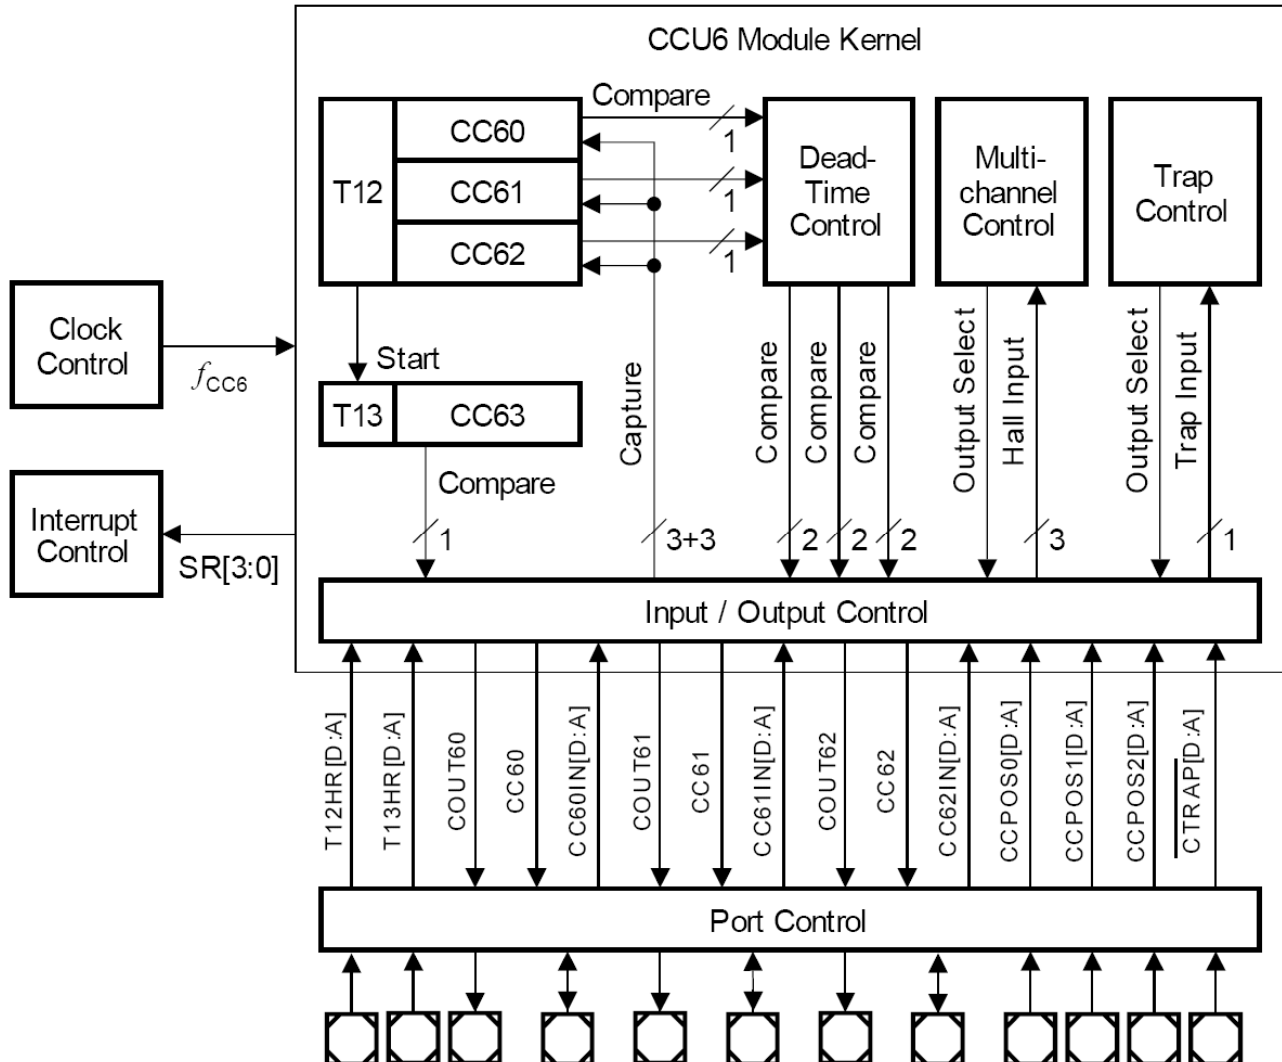 CCU6 Module Kernel
T12
CC60
CC61
CC62
Compare
1
1
1
Dead-
Time
Control
Multi-
channel
Control
Trap
Control
Clock
Control
fCC6
Start
T13
CC63
Compare
1
Capture
3+3
Compare
Compare
Compare
2
2
2
Output Select
Hall Input
3
Output Select
Trap Input
1
Interrupt
Control
SR[3:0]
Input / Output Control
T12HR[D:A]
T13HR[D:A]
COUT60
CC60
CC60IN[D:A]
COUT61
CC61
CC61IN[D:A]
COUT62
CC62
CC62IN[D:A]
CCPOS0[D:A]
CCPOS1[D:A]
CCPOS2[D:A]
CTRAP[D:A]
Port Control